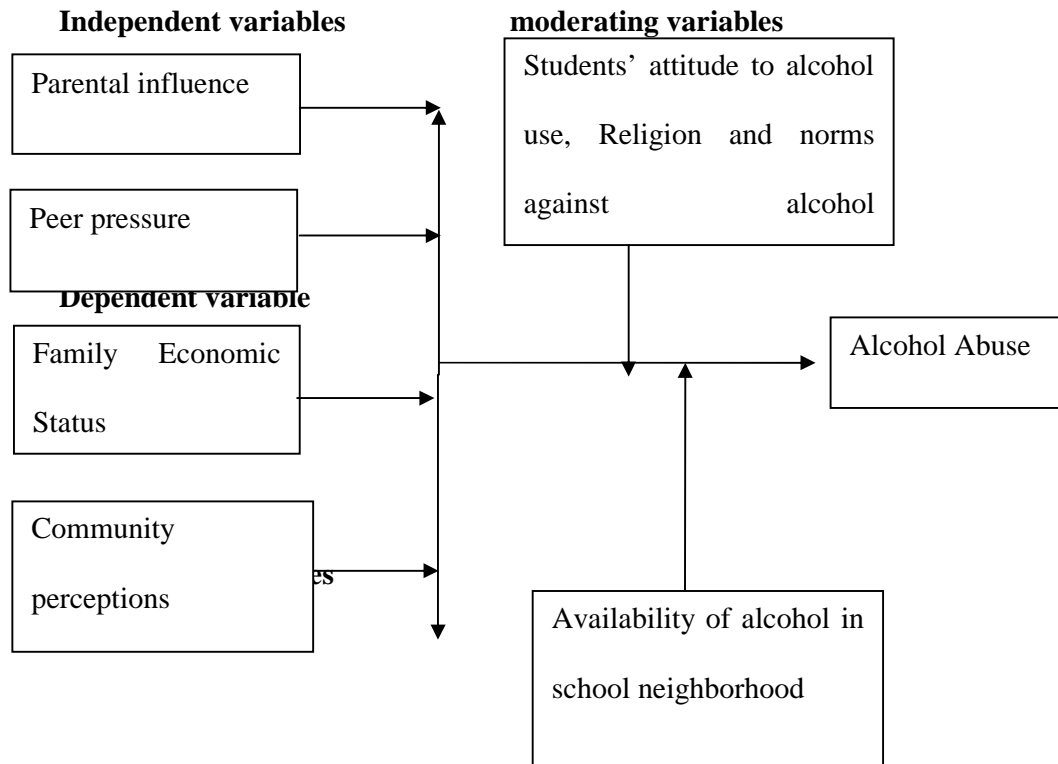 Independent variables
moderating variables
Parental influence
Students’ attitude to alcohol
use, Religion and norms
against alcohol
Peer pressure
Dependent variable
Family Economic
Status
Alcohol Abuse
Community
perceptions
es
Availability of alcohol in
school neighborhood